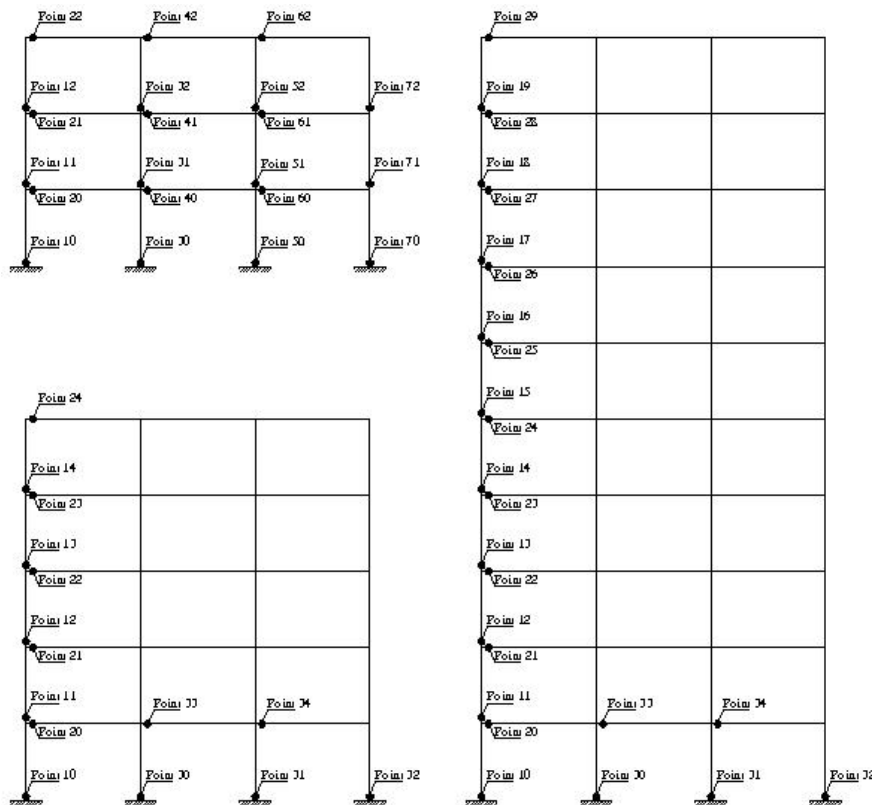 Point 22 Point 42 Point 62
Point 12 Point 32 Point 52 Point 72
Point 21 Point 41 Point 61
Point 11 Point 31 Point 51 Point 71
Point 20 Point 40 Point 60
Point 10 Point 30 Point 50 Point 70
Point 24
Point 14
Point 23
Point 13
Point 22
Point 12
Point 21
Point 11 Point 33 Point 34
Point 20
Point 10 Point 30 Point 31 Point 32
Point 29
Point 19
Point 28
Point 18
Point 27
Point 17
Point 26
Point 16
Point 25
Point 15
Point 24
Point 14
Point 23
Point 13
Point 22
Point 12
Point 21
Point 11 Point 33 Point 34
Point 20
Point 10 Point 30 Point 31 Point 32